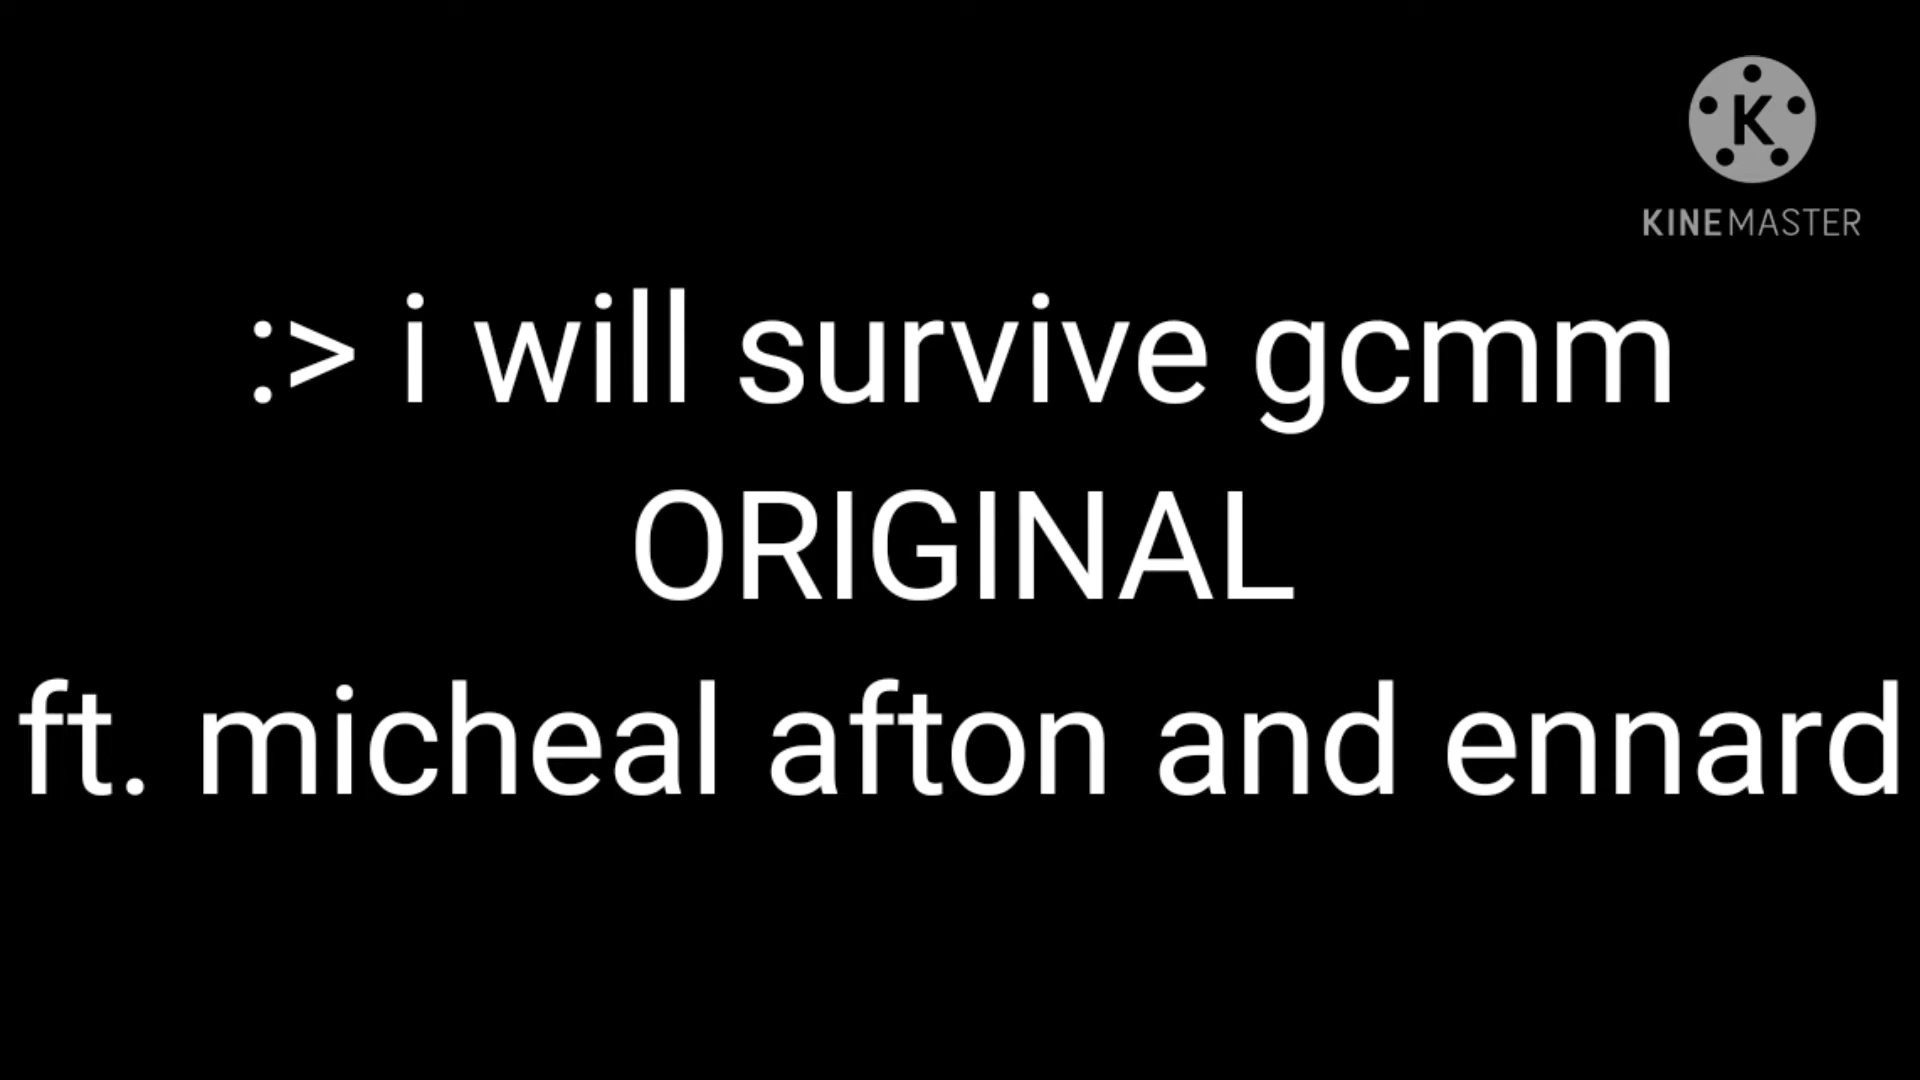 K
KINEMASTER
:> i will survive gcmm
ORIGINAL
ft. micheal afton and ennard